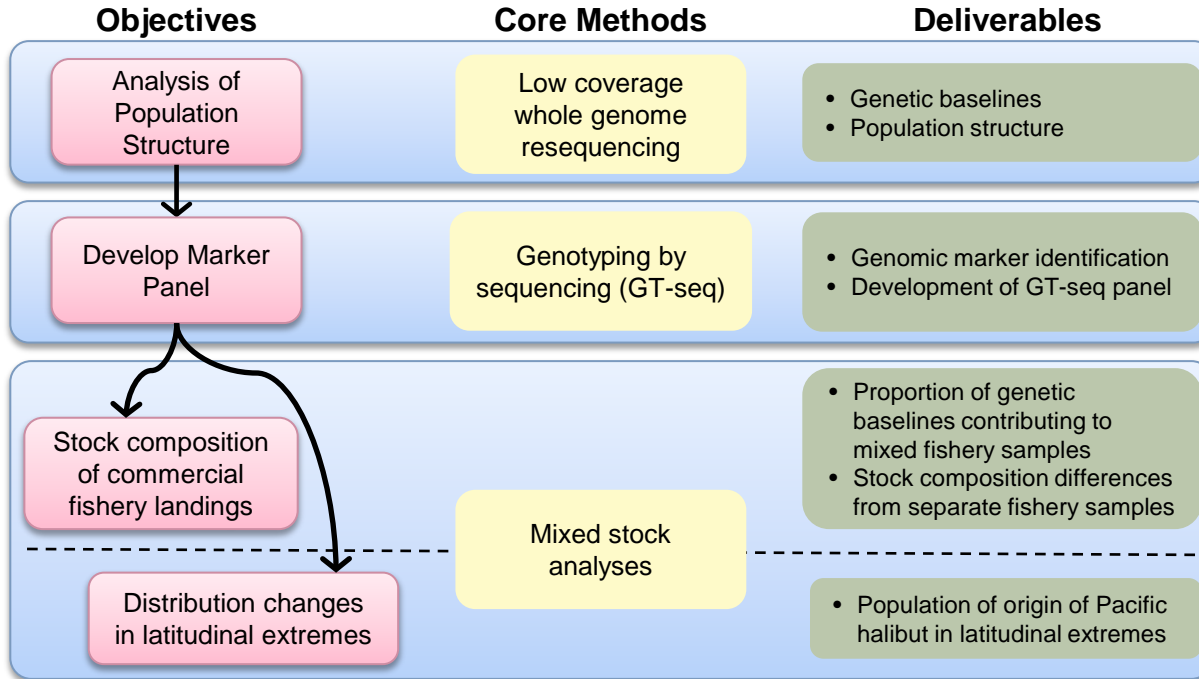 Objectives
Core Methods
Deliverables
Analysis of
Population
Structure
Low coverage
whole genome
resequencing
• Genetic baselines
• Population structure
Develop Marker
Panel
Genotyping by
sequencing (GT-seq)
• Genomic marker identification
• Development of GT-seq panel
Stock composition
of commercial
fishery landings
Distribution changes
in latitudinal extremes
Mixed stock
analyses
• Proportion of genetic
baselines contributing to
mixed fishery samples
• Stock composition differences
from separate fishery samples
• Population of origin of Pacific
halibut in latitudinal extremes